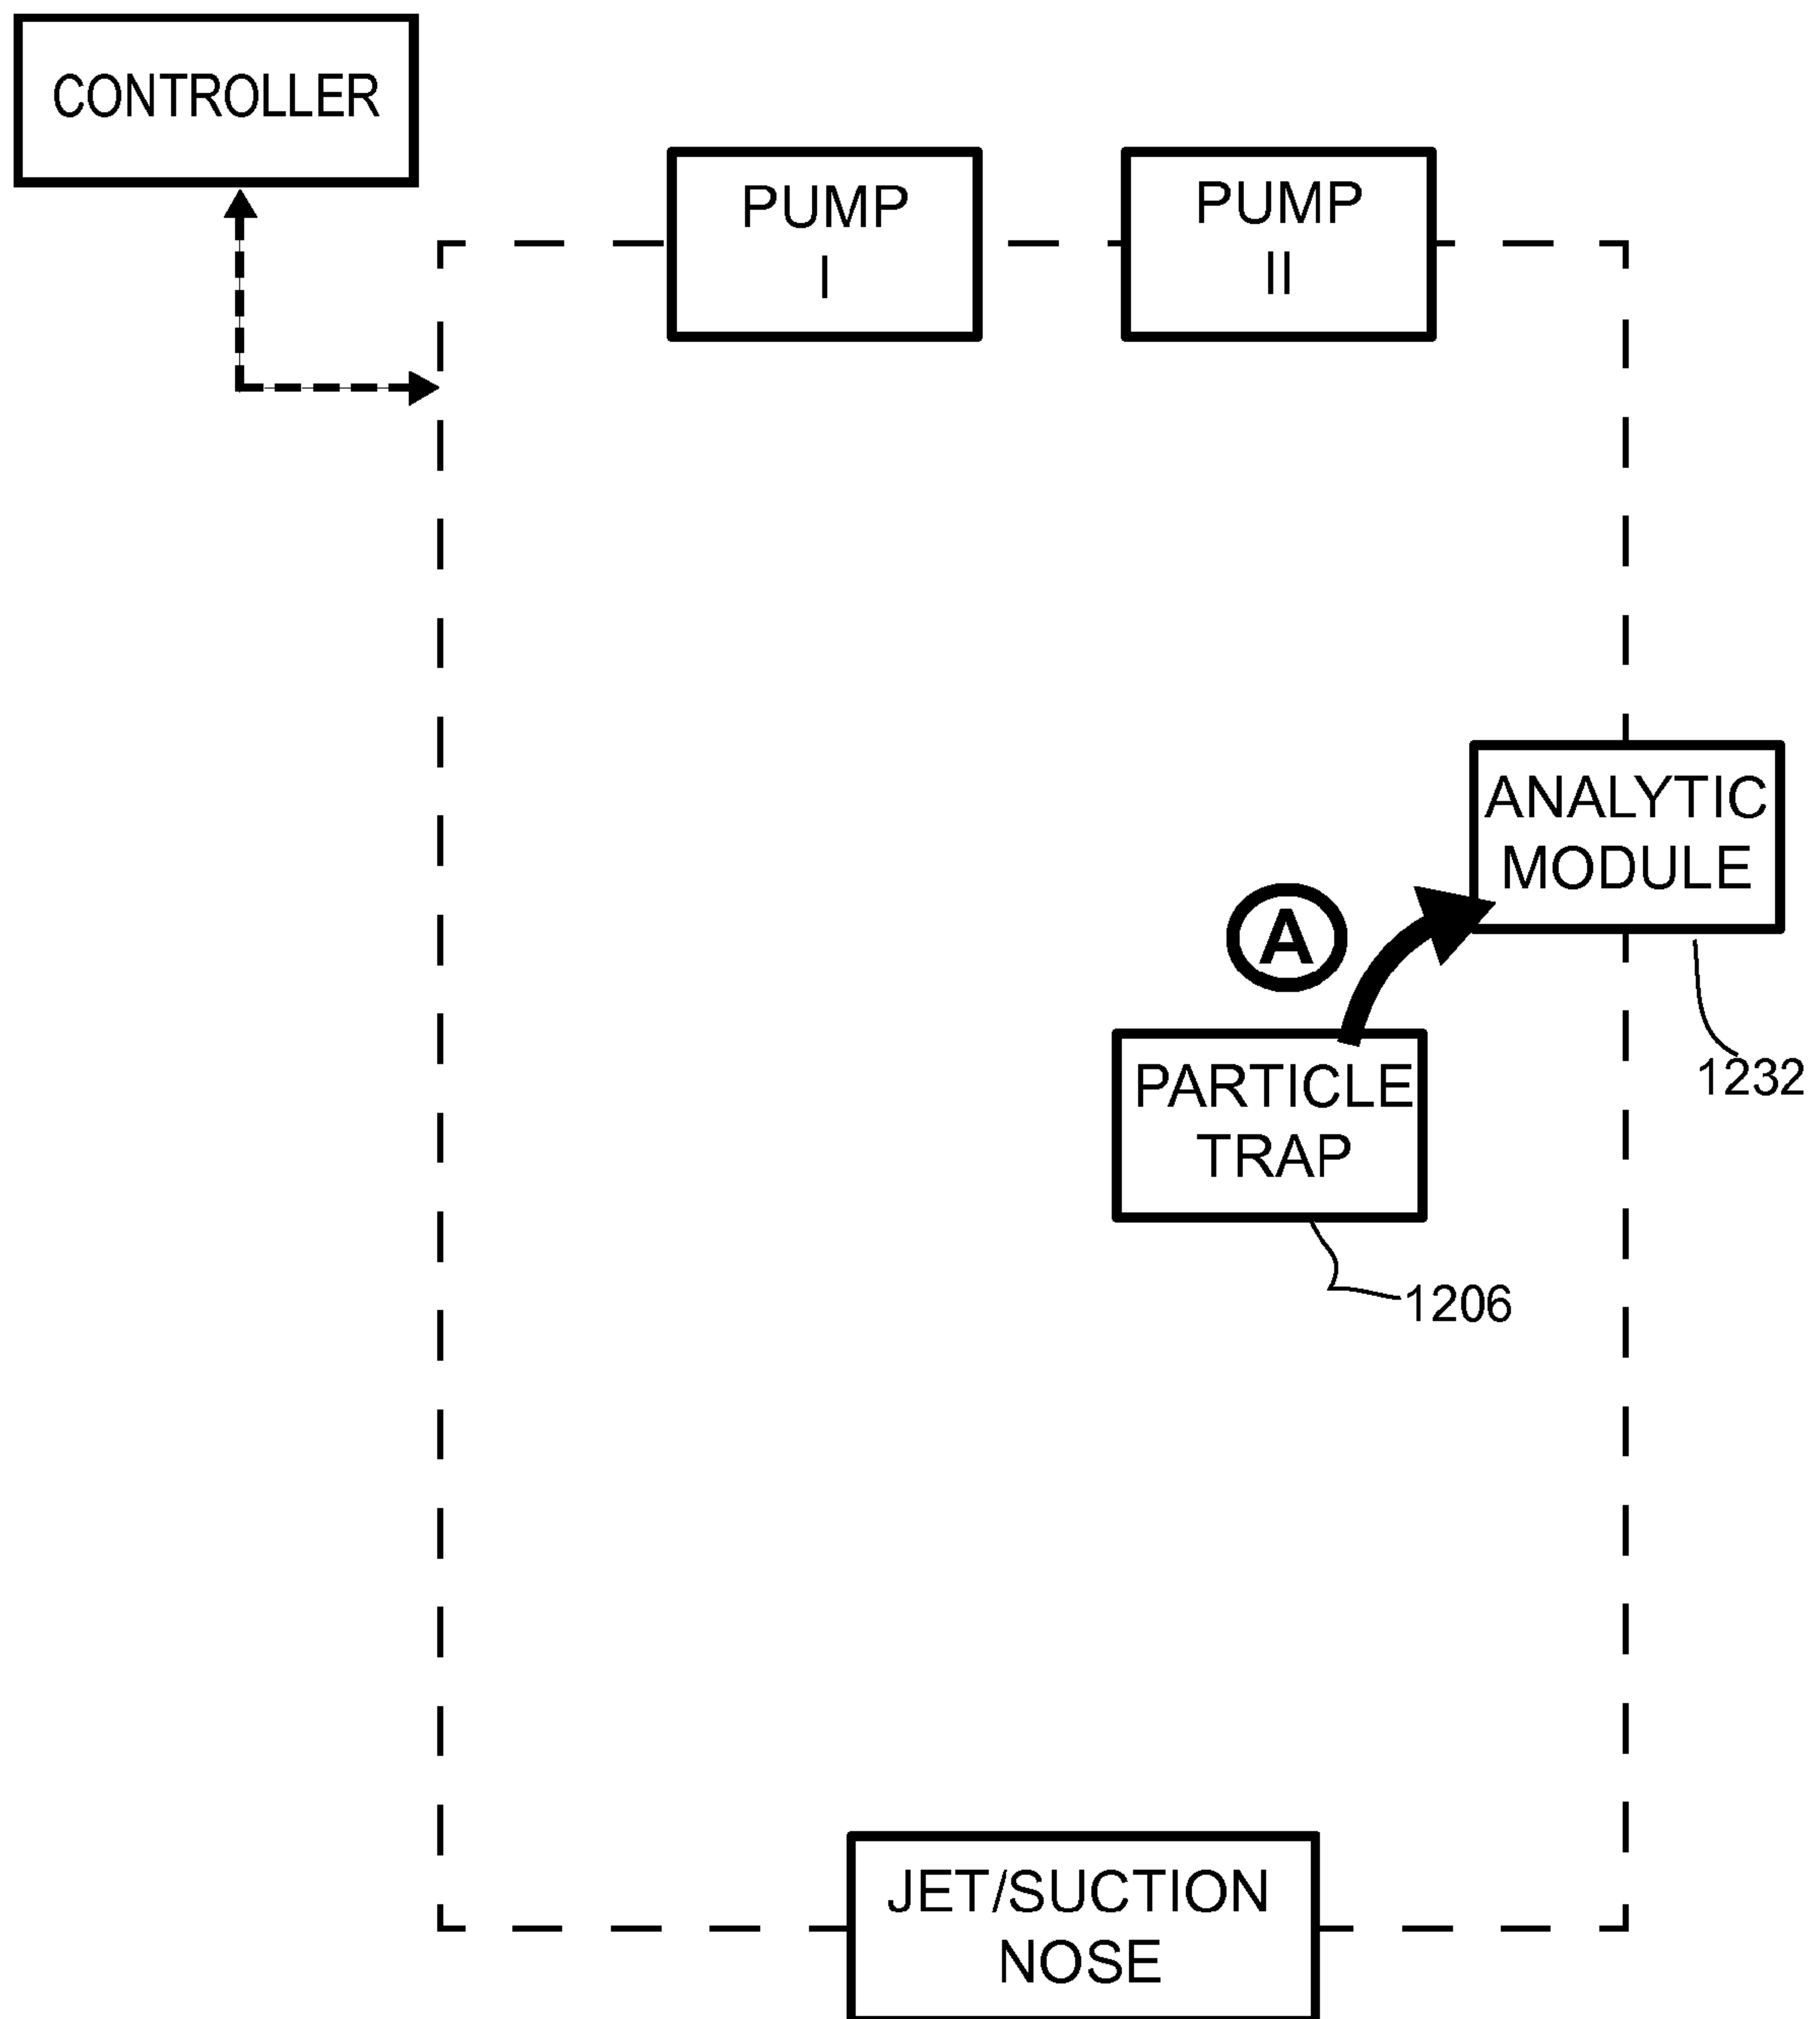 CONTROLLER
PUMP
I
PUMP
II
ANALYTIC
MODULE
A
1232
PARTICLE
TRAP
1206
JET/SUCTION
NOSE